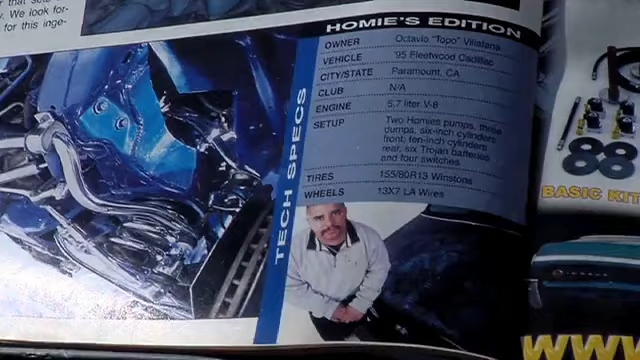 that sets
We look for-
for this inge-
HOMIE'S EDITION
TECH SPECS
OWNER Octavio "Topo" Villatana
VEHICLE '95 Fleetwood Cadillac
CITY/STATE Paramount, CA
CLUB N/A
ENGINE 5.7 liter V-8
SETUP Two Homies pumps, three
dumps, six-inch cylinders
front, ten-inch cylinders
rear, six Trojan batteries
and four switches
TIRES 155/80R13 Winstons
WHEELS 13X7 LA Wires
BASIC KIT
WWW